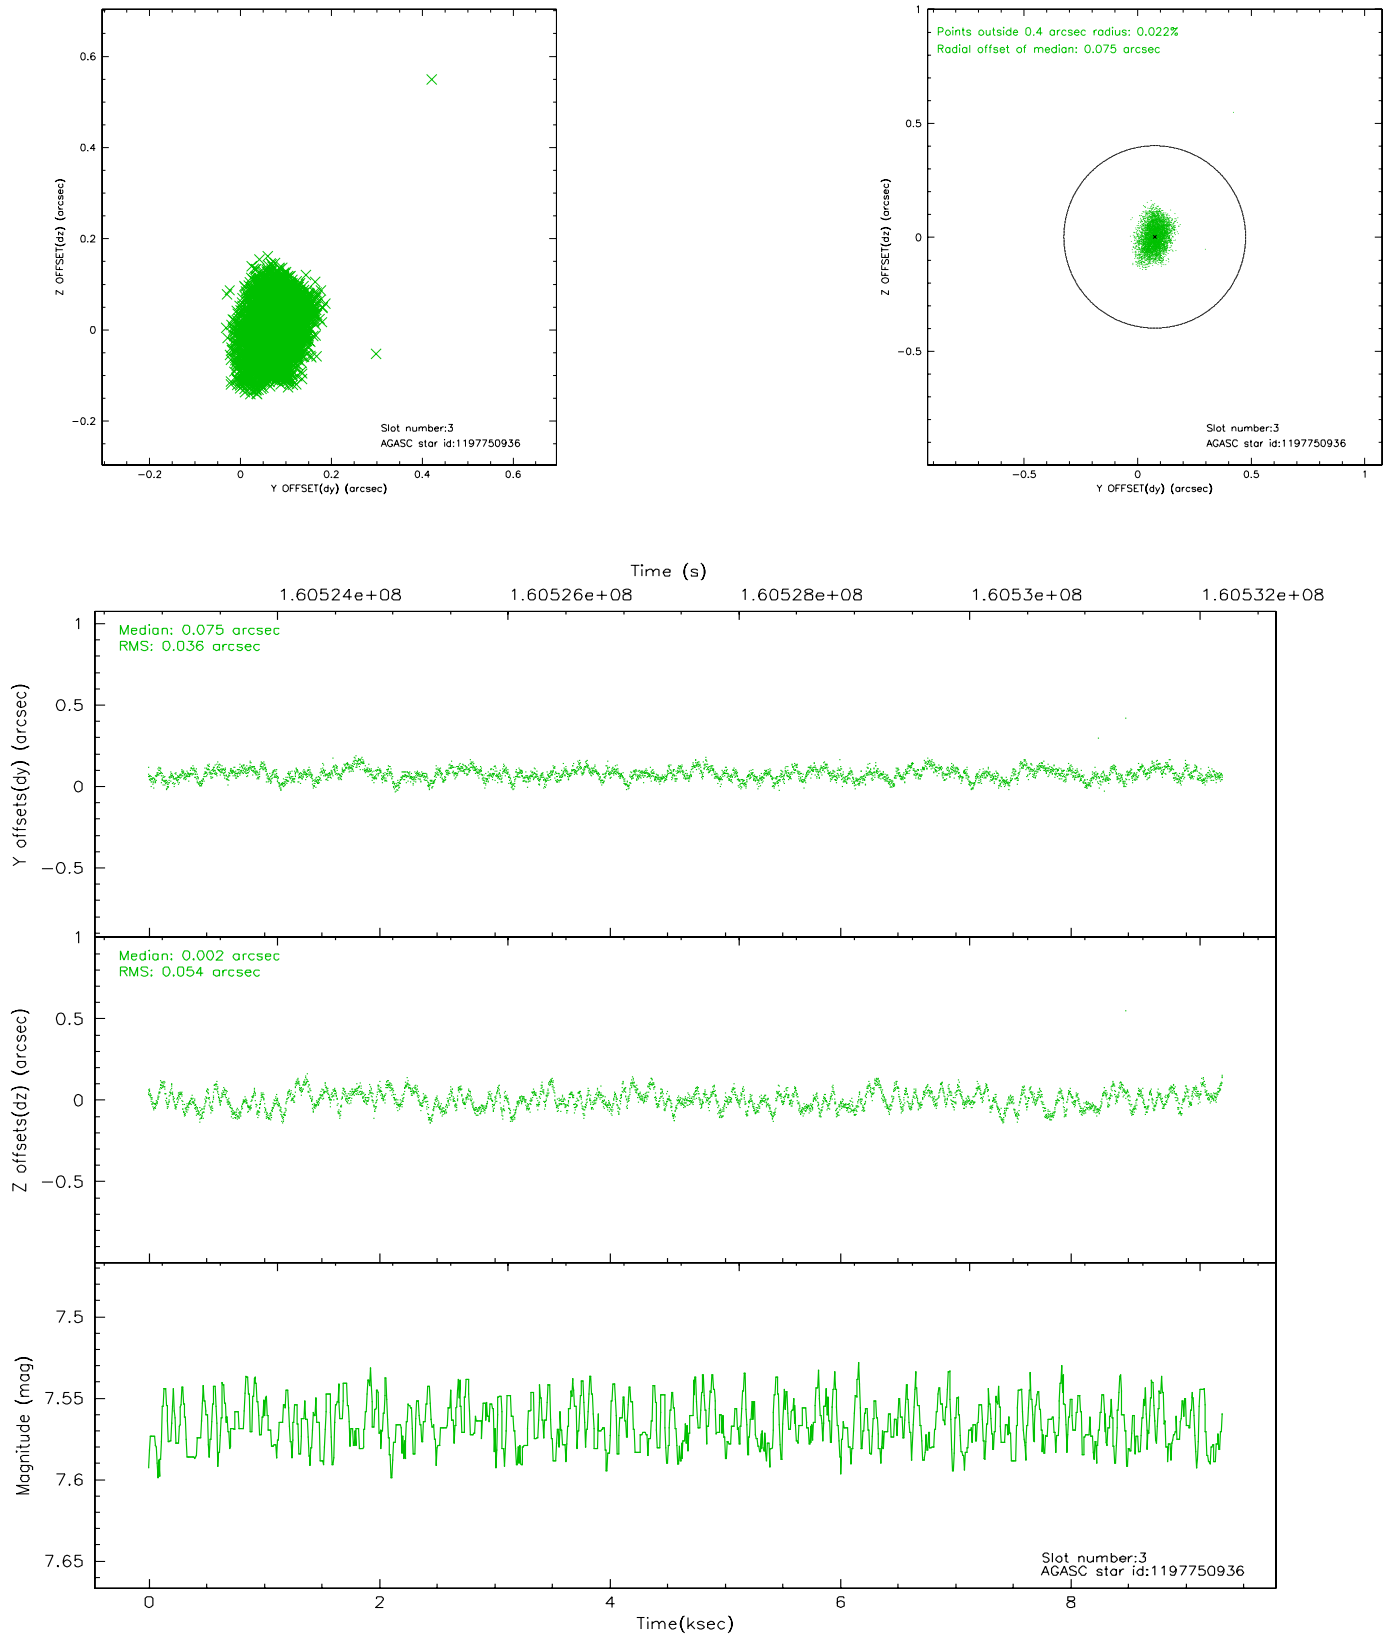 0.6
0.4
0.2
0
−0.2
Z OFFSET(dz) (arcsec)
Slot number:3
AGASC star id:1197750936
−0.2 0 0.2 0.4 0.6
Y OFFSET(dy) (arcsec)
Points outside 0.4 arcsec radius: 0.022%
Radial offset of median: 0.075 arcsec
1
0.5
0
−0.5
Z OFFSET(dz) (arcsec)
Slot number:3
AGASC star id:1197750936
−0.5 0 0.5 1
Y OFFSET(dy) (arcsec)
Time (s)
1.60524e+08 1.60526e+08 1.60528e+08 1.6053e+08 1.60532e+08
Median: 0.075 arcsec
RMS: 0.036 arcsec
1
0.5
0
−0.5
Y offsets(dy) (arcsec)
Median: 0.002 arcsec
RMS: 0.054 arcsec
1
0.5
0
−0.5
Z offsets(dz) (arcsec)
7.5
7.55
7.6
7.65
Magnitude (mag)
Slot number:3
AGASC star id:1197750936
0 2 4 6 8
Time(ksec)